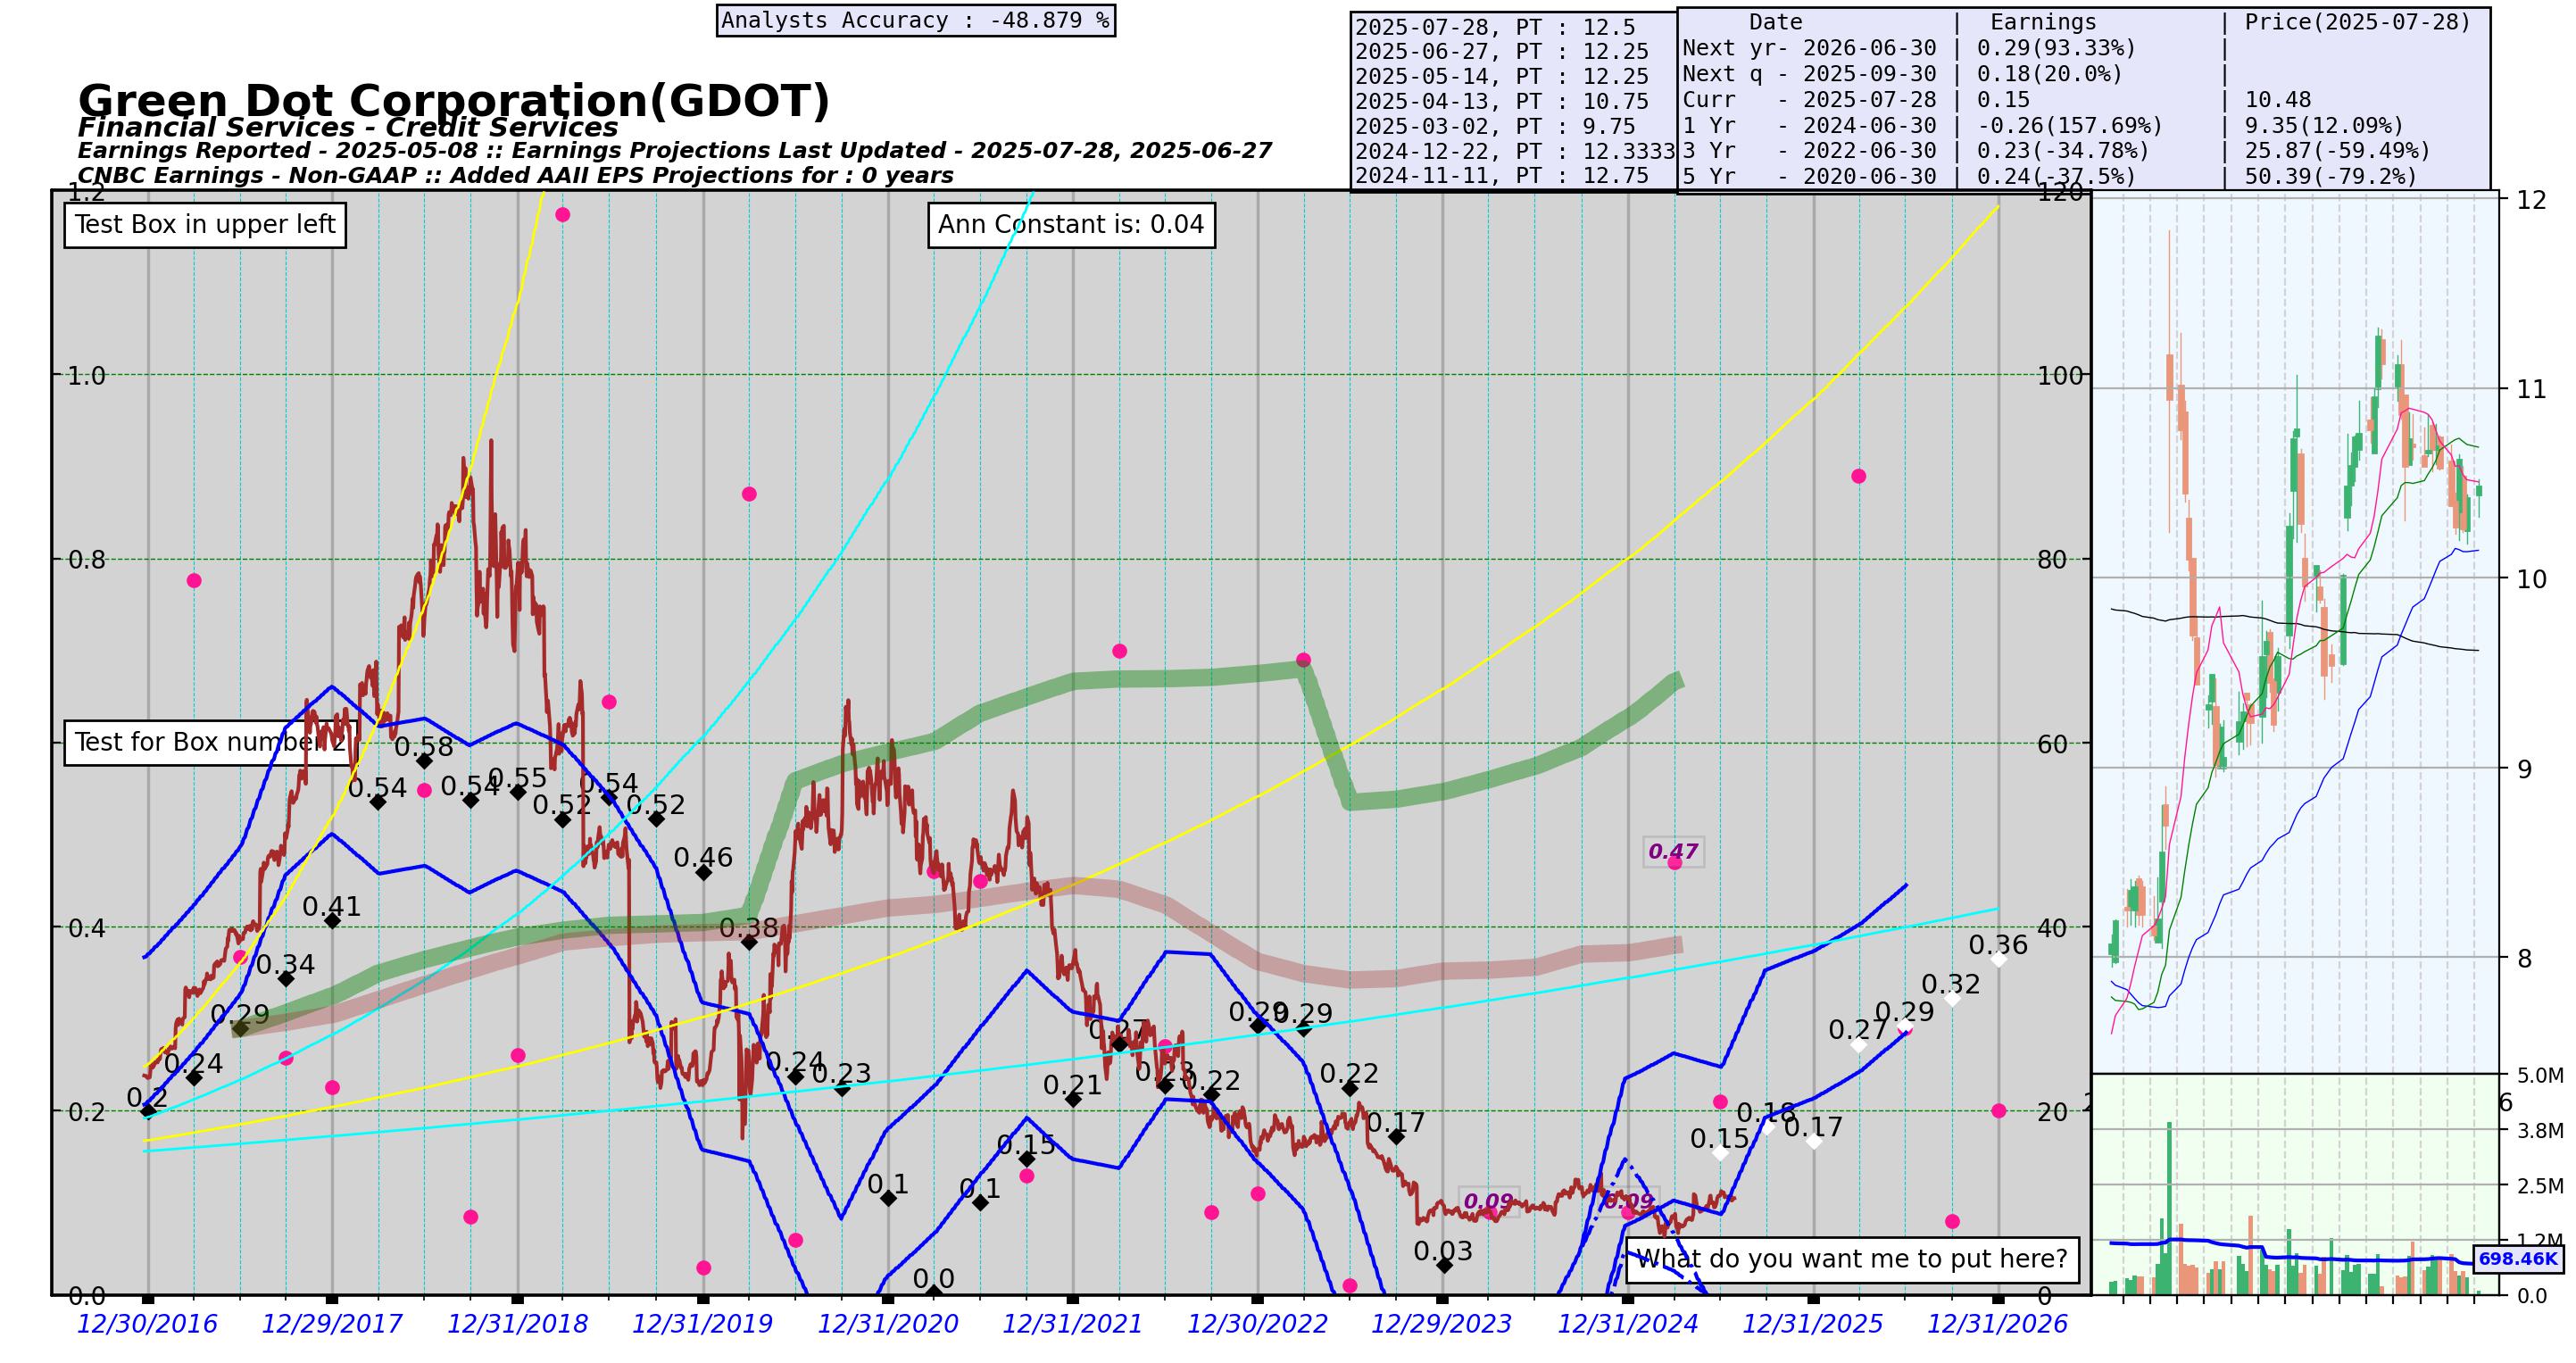 Analysts Accuracy : -48.879 %
2025-07-28, PT : 12.5
2025-06-27, PT : 12.25
2025-05-14, PT : 12.25
2025-04-13, PT : 10.75
2025-03-02, PT : 9.75
2024-12-22, PT : 12.3333
2024-11-11, PT : 12.75
Date | Earnings | Price(2025-07-28)
Next yr- 2026-06-30 | 0.29(93.33%) |
Next q - 2025-09-30 | 0.18(20.0%) |
Curr - 2025-07-28 | 0.15 | 10.48
1 Yr - 2024-06-30 | -0.26(157.69%) | 9.35(12.09%)
3 Yr - 2022-06-30 | 0.23(-34.78%) | 25.87(-59.49%)
5 Yr - 2020-06-30 | 0.24(-37.5%) | 50.39(-79.2%)
Green Dot Corporation(GDOT)
Financial Services - Credit Services
Earnings Reported - 2025-05-08 :: Earnings Projections Last Updated - 2025-07-28, 2025-06-27
CNBC Earnings - Non-GAAP :: Added AAII EPS Projections for : 0 years
Test Box in upper left
Ann Constant is: 0.04
Test for Box number 2
What do you want me to put here?
1.2
1.0
0.8
0.4
0.2
0.0
120
100
80
60
40
20
0
0.2
0.24
0.29
0.34
0.41
0.54
0.58
0.54
0.55
0.52
0.54
0.52
0.46
0.38
0.24
0.23
0.1
0.0
0.1
0.15
0.21
0.27
0.23
0.22
0.29
0.29
0.22
0.17
0.03
0.09
0.09
0.47
0.15
0.18
0.17
0.27
0.29
0.32
0.36
12/30/2016
12/29/2017
12/31/2018
12/31/2019
12/31/2020
12/31/2021
12/30/2022
12/29/2023
12/31/2024
12/31/2025
12/31/2026
12
11
10
9
8
5.0M
3.8M
2.5M
1.2M
698.46K
0.0